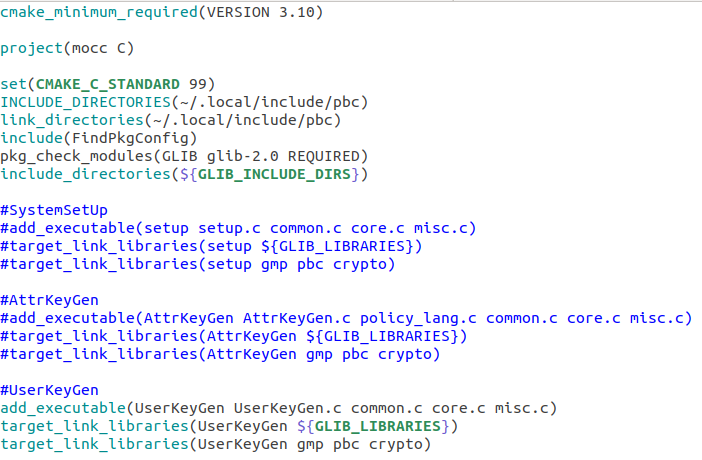 cmake_minimum_required(VERSION 3.10)
project(mocc C)
set(CMAKE_C_STANDARD 99)
INCLUDE_DIRECTORIES(~/.local/include/pbc)
link_directories(~/.local/include/pbc)
include(FindPkgConfig)
pkg_check_modules(GLIB glib-2.0 REQUIRED)
include_directories(${GLIB_INCLUDE_DIRS})
#SystemSetUp
#add_executable(setup setup.c common.c core.c misc.c)
#target_link_libraries(setup ${GLIB_LIBRARIES})
#target_link_libraries(setup gmp pbc crypto)
#AttrKeyGen
#add_executable(AttrKeyGen AttrKeyGen.c policy_lang.c common.c core.c misc.c)
#target_link_libraries(AttrKeyGen ${GLIB_LIBRARIES})
#target_link_libraries(AttrKeyGen gmp pbc crypto)
#UserKeyGen
add_executable(UserKeyGen UserKeyGen.c common.c core.c misc.c)
target_link_libraries(UserKeyGen ${GLIB_LIBRARIES})
target_link_libraries(UserKeyGen gmp pbc crypto)